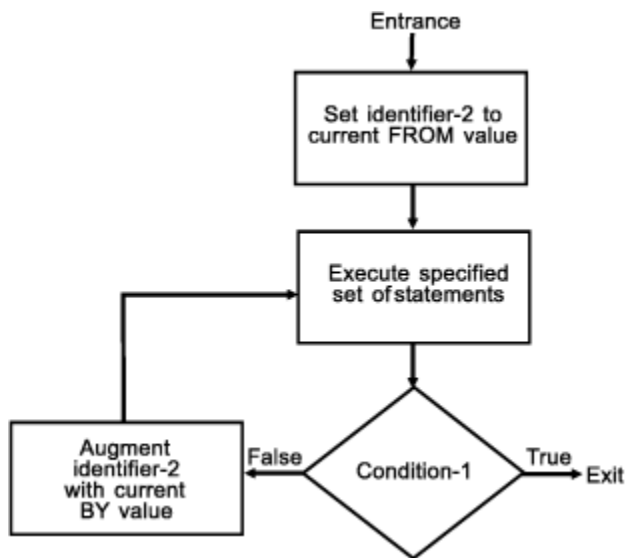 Entrance
Set identifier-2 to
current FROM value
Execute specified
set of statements
Condition-1
True
Exit
False
Augment
identifier-2
with current
BY value